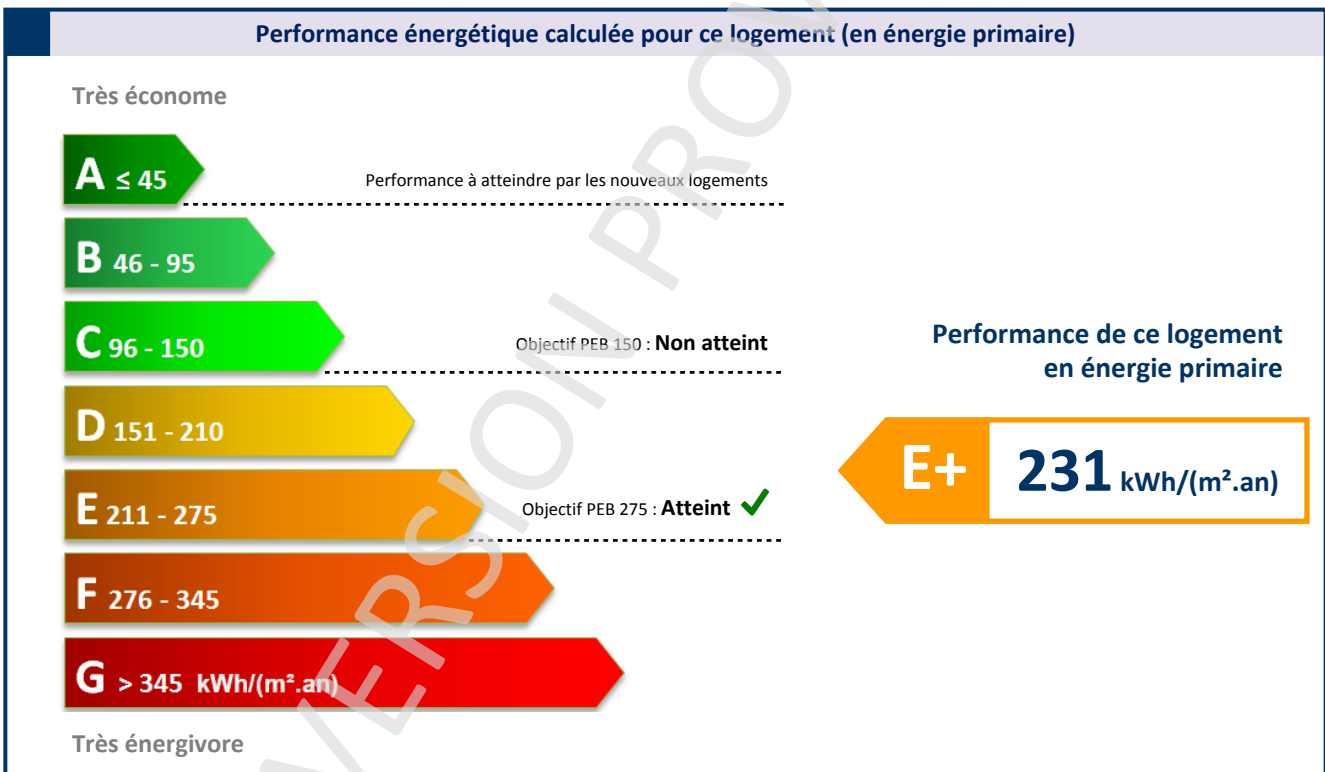 Performance énergétique calculée pour ce logement (en énergie primaire)
Très économe
A ≤ 45
Performance à atteindre par les nouveaux logements
B 46 - 95
C 96 - 150
Objectif PEB 150 : Non atteint
D 151 - 210
E 211 - 275
Objectif PEB 275 : Atteint ✓
F 276 - 345
G > 345 kWh/(m².an)
Très énergivore
Performance de ce logement
en énergie primaire
E+ 231 kWh/(m².an)
VERSION PROV